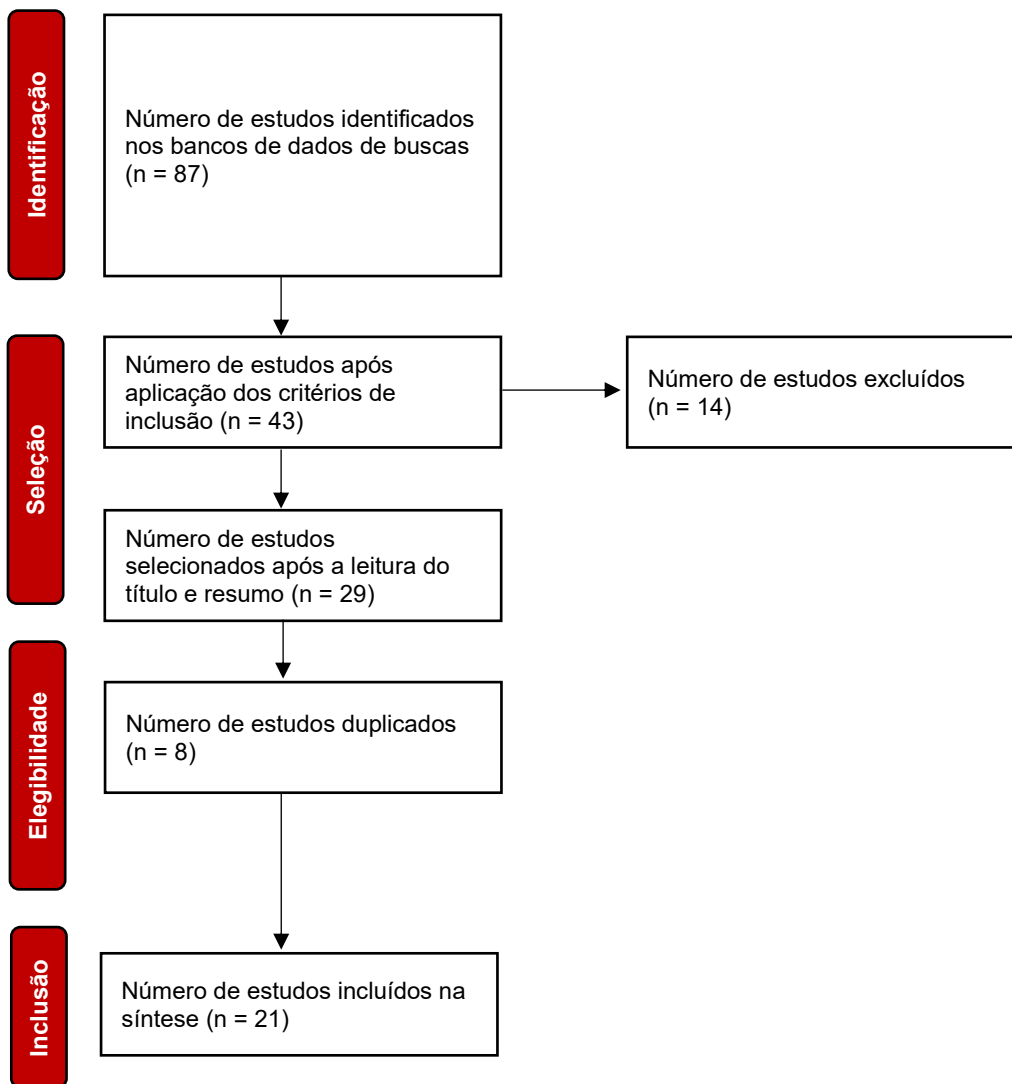 Identificação
Número de estudos identificados
nos bancos de dados de buscas
(n = 87)
Seleção
Número de estudos após
aplicação dos critérios de
inclusão (n = 43)
Número de estudos excluídos
(n = 14)
Número de estudos
selecionados após a leitura do
título e resumo (n = 29)
Elegibilidade
Número de estudos duplicados
(n = 8)
Inclusão
Número de estudos incluídos na
síntese (n = 21)